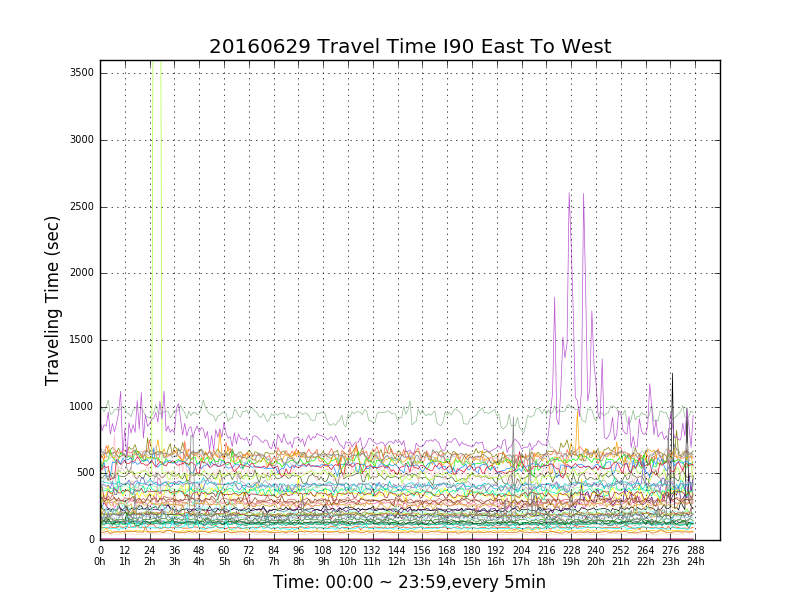 20160629 Travel Time I90 East To West
3500
3000
2500
2000
1500
1000
500
0
Traveling Time (sec)
0 12 24 36 48 60 72 84 96 108 120 132 144 156 168 180 192 204 216 228 240 252 264 276 288
0h 1h 2h 3h 4h 5h 6h 7h 8h 9h 10h 11h 12h 13h 14h 15h 16h 17h 18h 19h 20h 21h 22h 23h 24h
Time: 00:00 ~ 23:59,every 5min